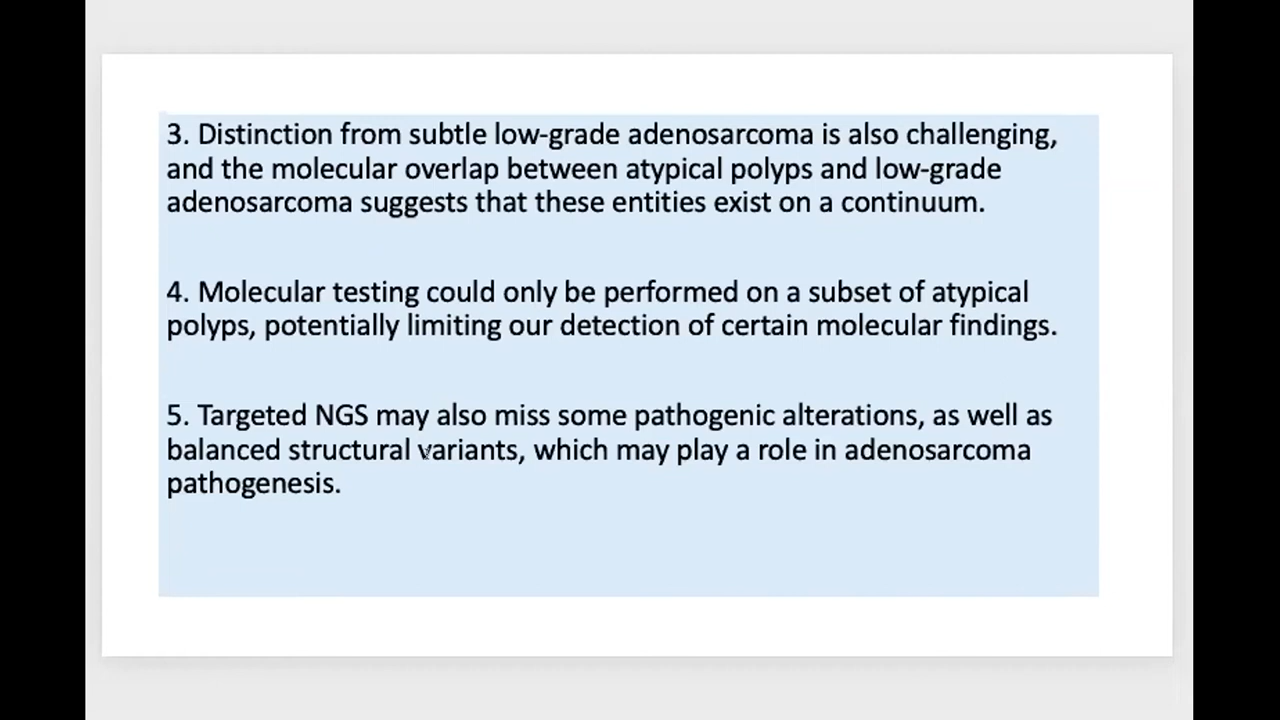 3. Distinction from subtle low-grade adenosarcoma is also challenging,
and the molecular overlap between atypical polyps and low-grade
adenosarcoma suggests that these entities exist on a continuum.
4. Molecular testing could only be performed on a subset of atypical
polyps, potentially limiting our detection of certain molecular findings.
5. Targeted NGS may also miss some pathogenic alterations, as well as
balanced structural variants, which may play a role in adenosarcoma
pathogenesis.